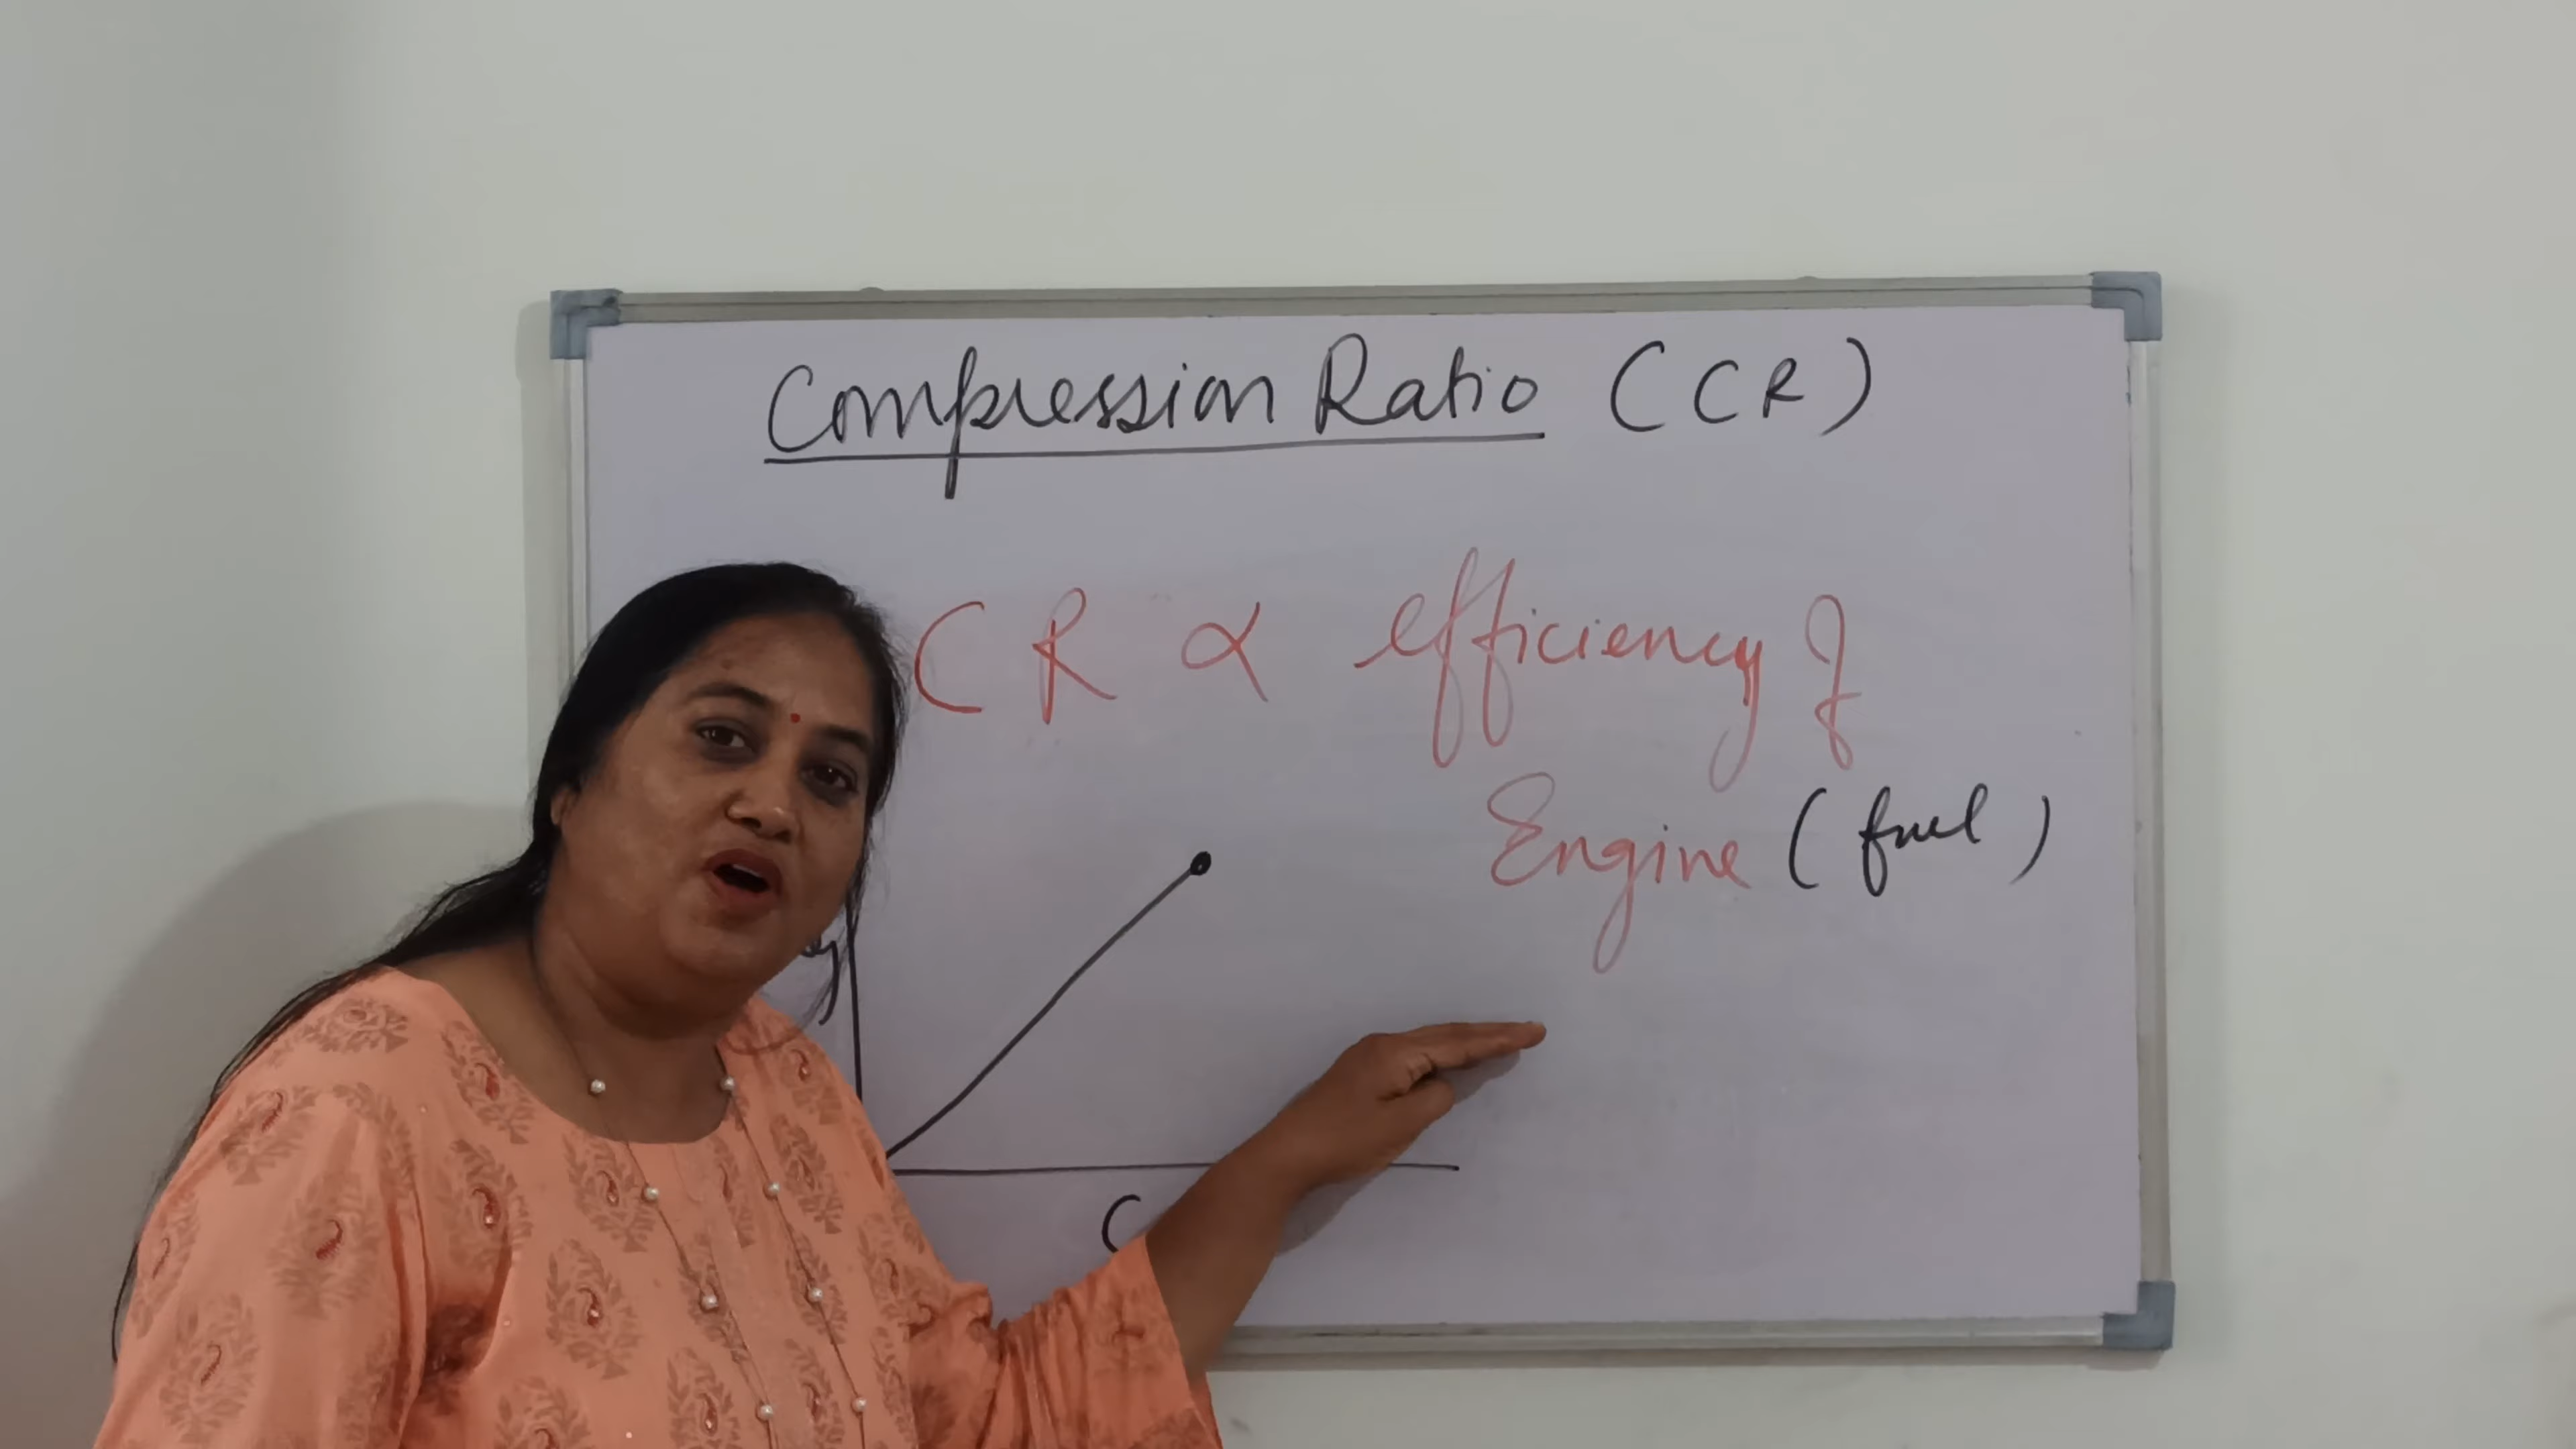 Compression Ratio (CR)
CR ∝ efficiency of
Engine (fuel)
y
C